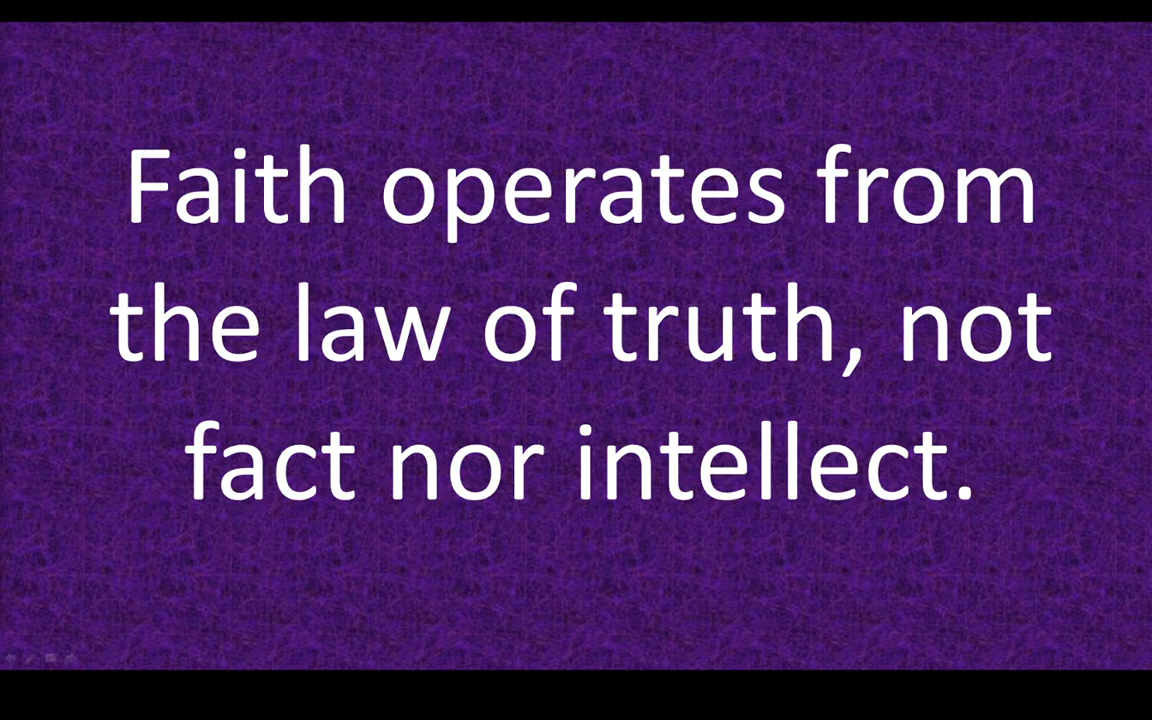 Faith operates from
the law of truth, not
fact nor intellect.